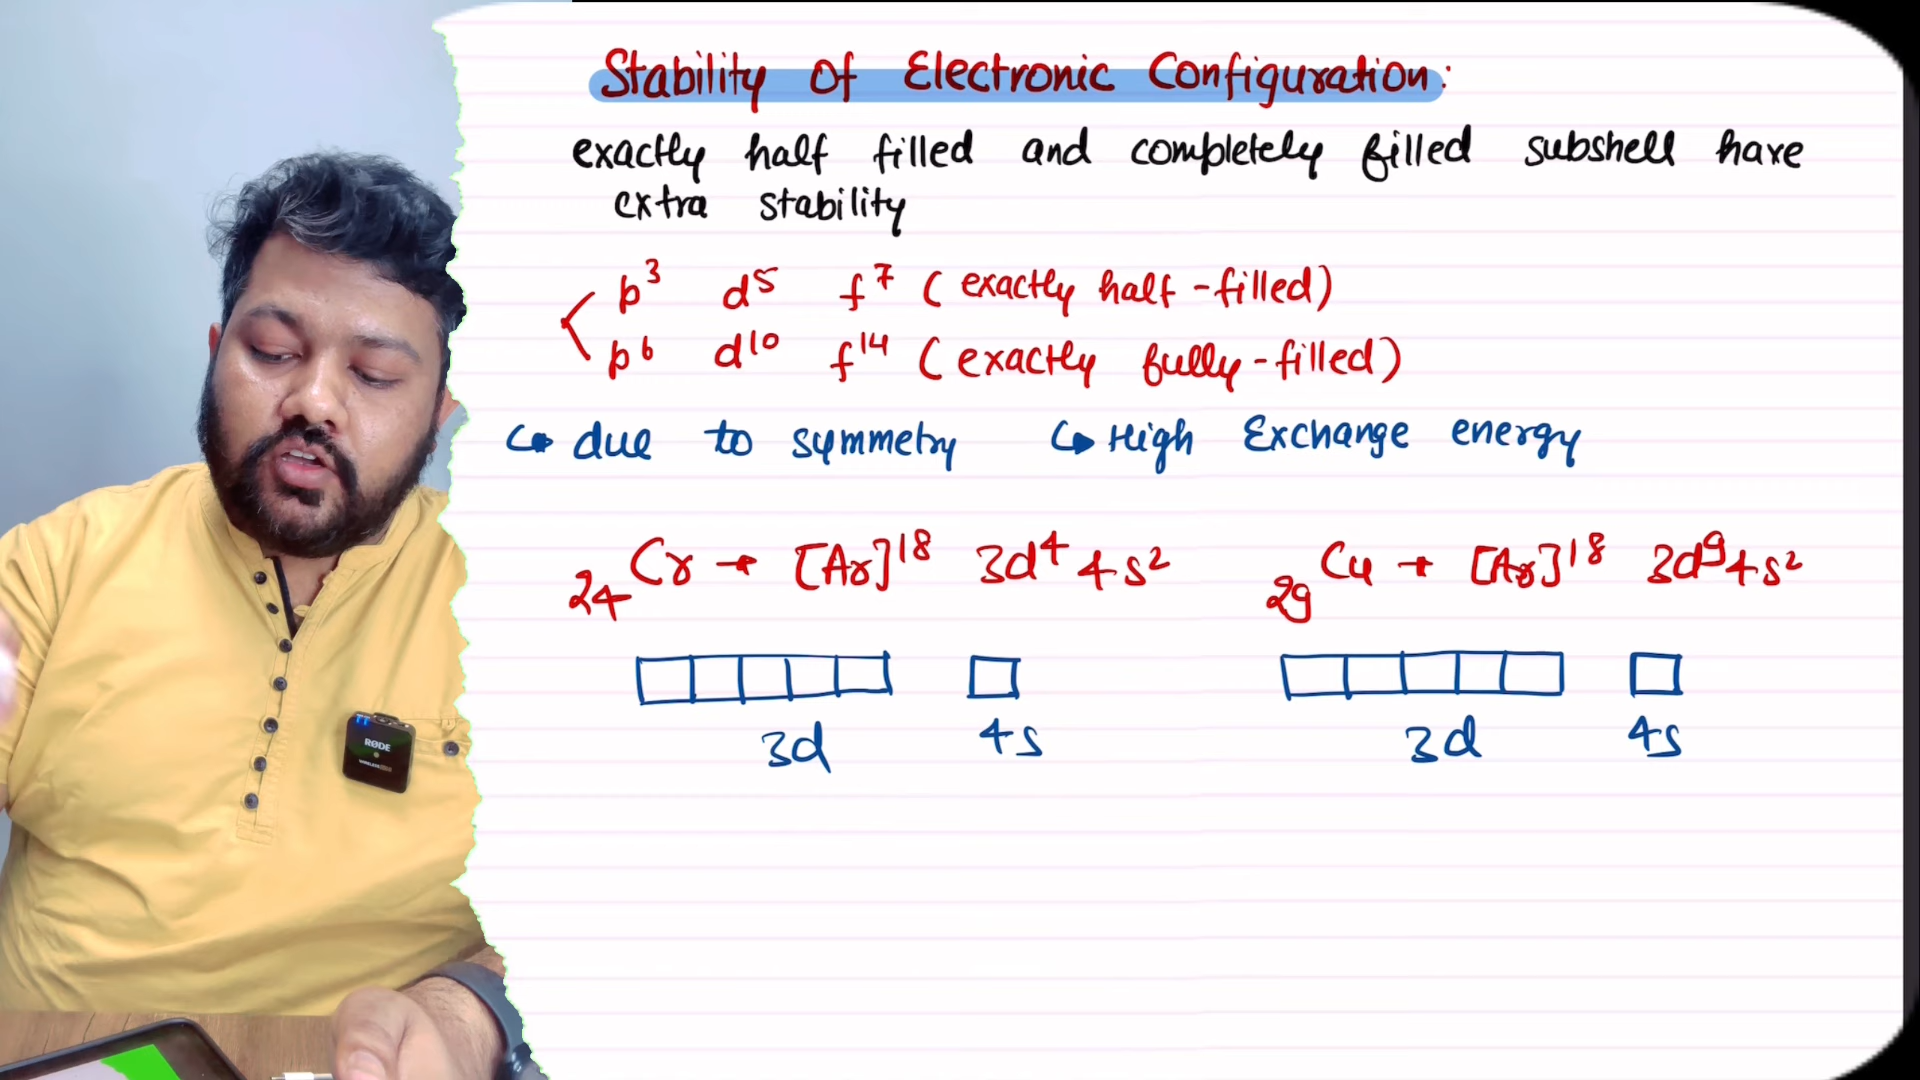 Stability Of Electronic Configuration:
exactly half filled and completely filled subshell have
extra stability
p³ d⁵ f⁷ (exactly half-filled)
p⁶ d¹⁰ f¹⁴ (exactly fully-filled)
↪ due to symmetry ↪ High Exchange energy
₂₄Cr → [Ar]¹⁸ 3d⁴ 4s² ₂₉Cu → [Ar]¹⁸ 3d⁹ 4s²
3d 4s 3d 4s
RØDE